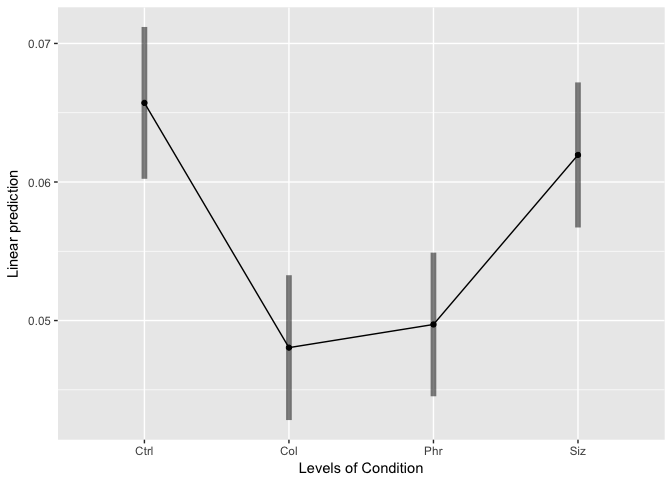 0.07
0.06
0.05
Linear prediction
Ctrl Col Phr Siz
Levels of Condition